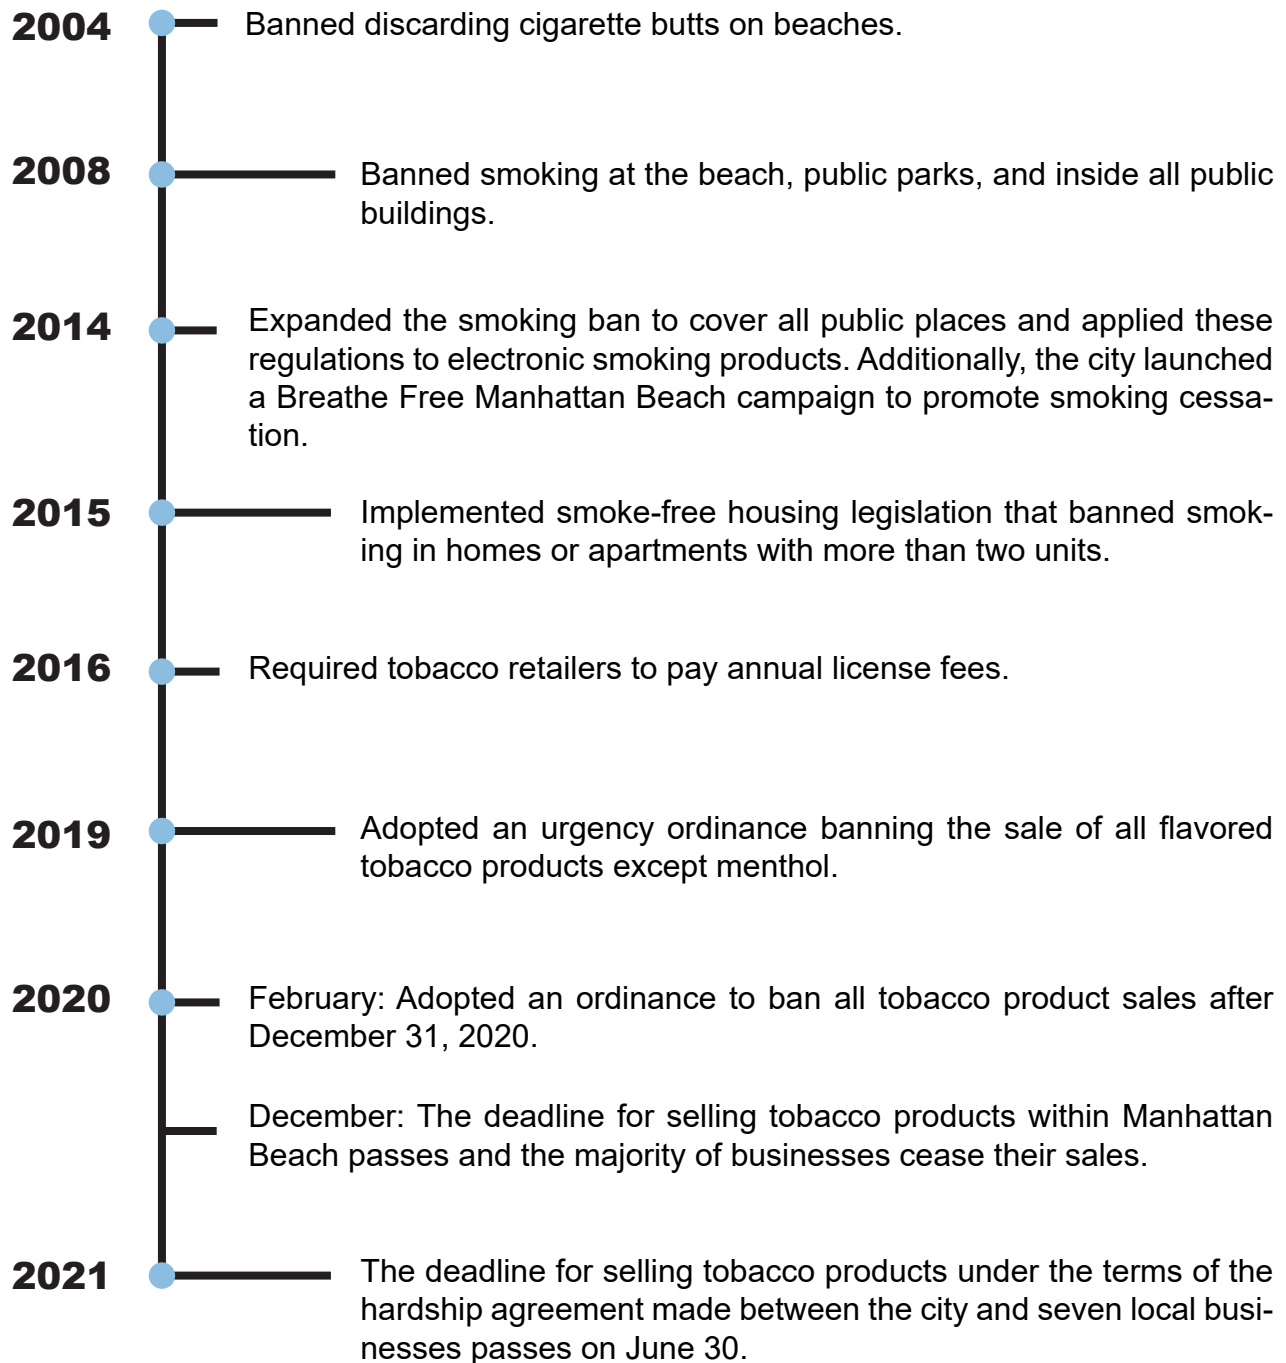 2004 Banned discarding cigarette butts on beaches.
2008 Banned smoking at the beach, public parks, and inside all public
buildings.
2014 Expanded the smoking ban to cover all public places and applied these
regulations to electronic smoking products. Additionally, the city launched
a Breathe Free Manhattan Beach campaign to promote smoking cessa-
tion.
2015 Implemented smoke-free housing legislation that banned smok-
ing in homes or apartments with more than two units.
2016 Required tobacco retailers to pay annual license fees.
2019 Adopted an urgency ordinance banning the sale of all flavored
tobacco products except menthol.
2020 February: Adopted an ordinance to ban all tobacco product sales after
December 31, 2020.
December: The deadline for selling tobacco products within Manhattan
Beach passes and the majority of businesses cease their sales.
2021 The deadline for selling tobacco products under the terms of the
hardship agreement made between the city and seven local busi-
nesses passes on June 30.